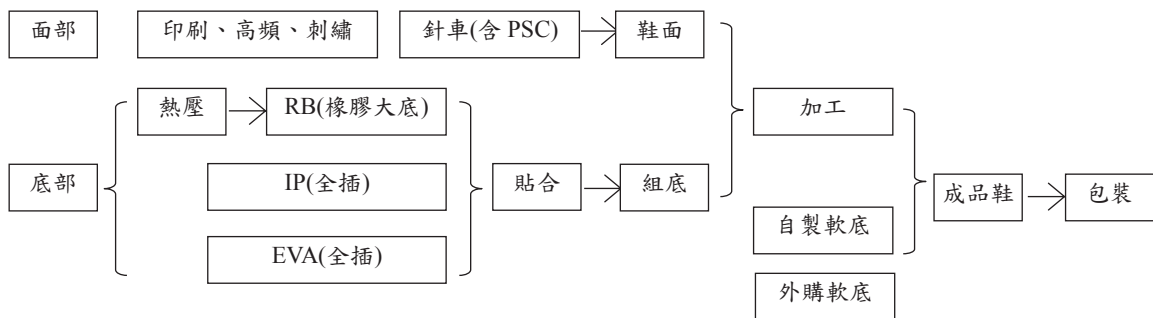 面部 印刷、高頻、刺繡 針車(含 PSC) 鞋面
熱壓 RB(橡膠大底) 加工
底部 IP(全插) 貼合 組底 成品鞋 包裝
自製軟底
EVA(全插)
外購軟底